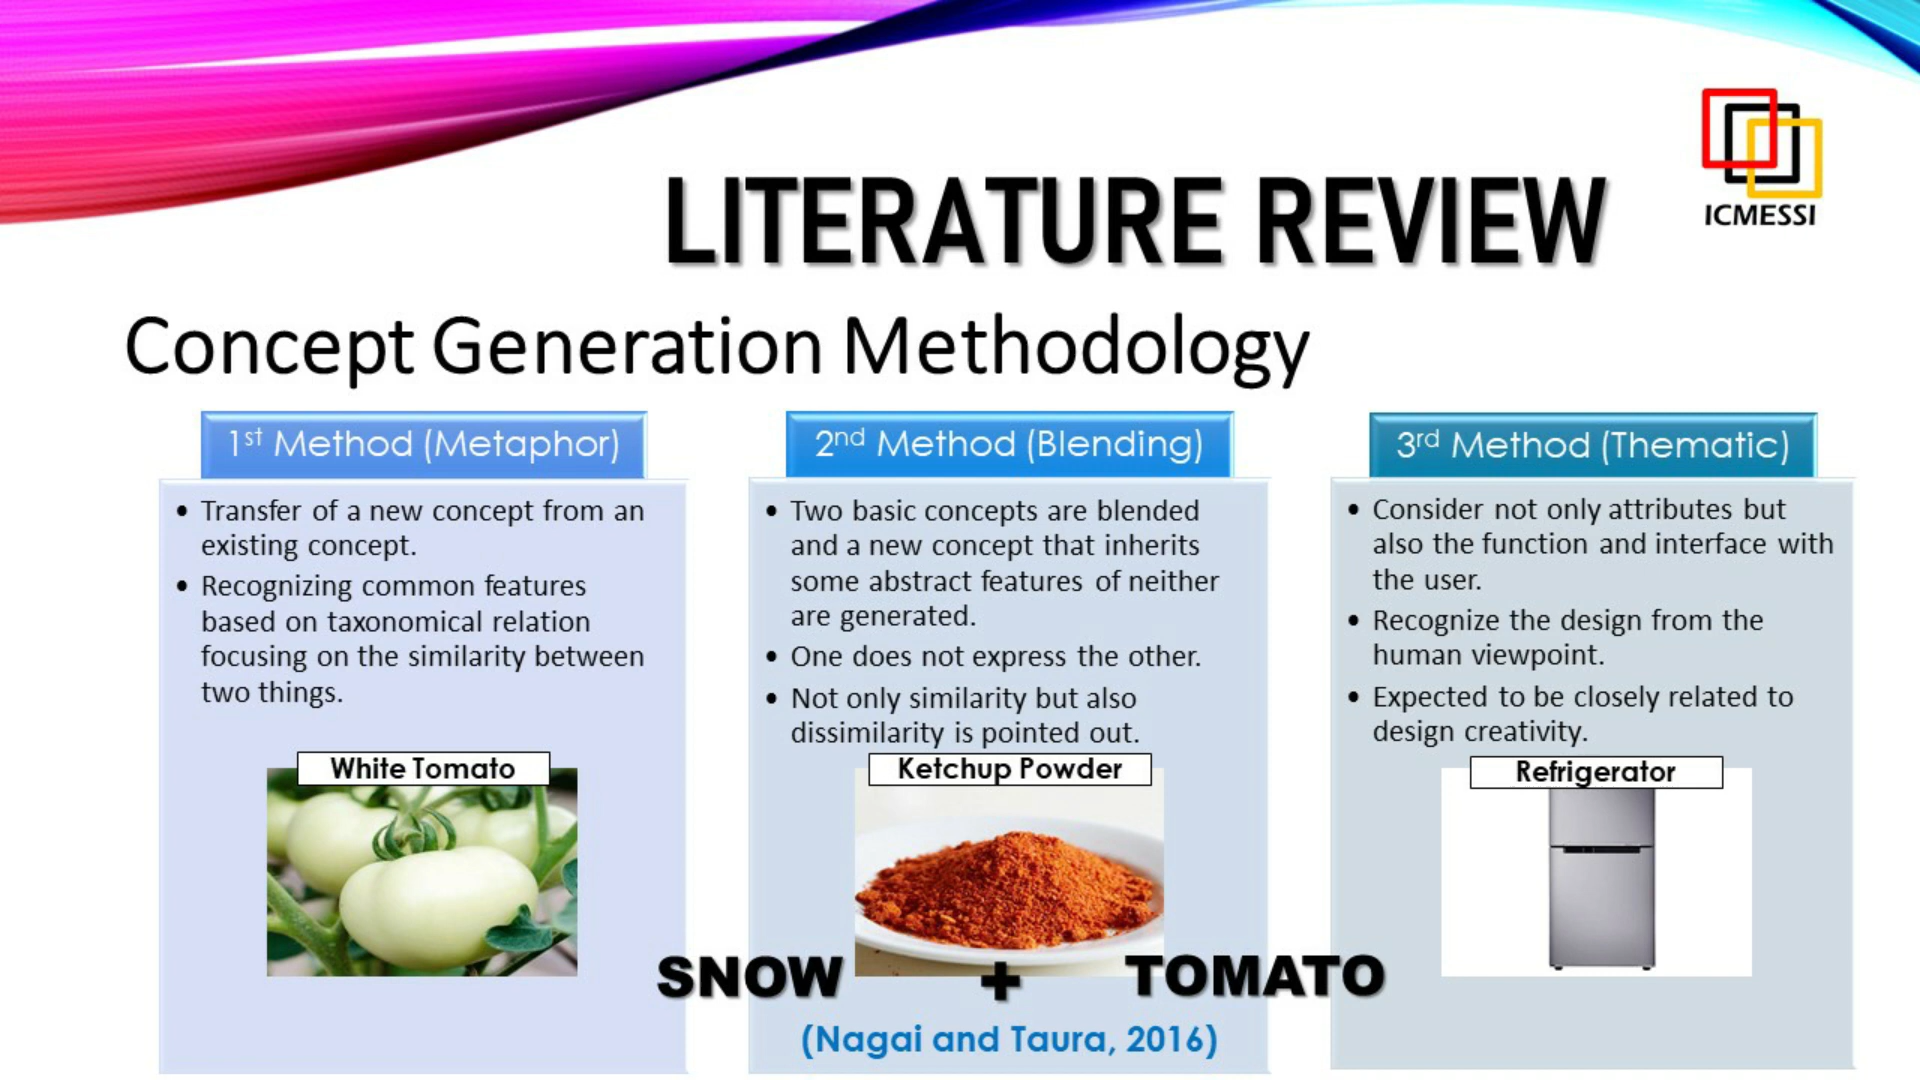 LITERATURE REVIEW
ICMESSI
Concept Generation Methodology
1st Method (Metaphor)
• Transfer of a new concept from an
existing concept.
• Recognizing common features
based on taxonomical relation
focusing on the similarity between
two things.
White Tomato
2nd Method (Blending)
• Two basic concepts are blended
and a new concept that inherits
some abstract features of neither
are generated.
• One does not express the other.
• Not only similarity but also
dissimilarity is pointed out.
Ketchup Powder
3rd Method (Thematic)
• Consider not only attributes but
also the function and interface with
the user.
• Recognize the design from the
human viewpoint.
• Expected to be closely related to
design creativity.
Refrigerator
SNOW + TOMATO
(Nagai and Taura, 2016)